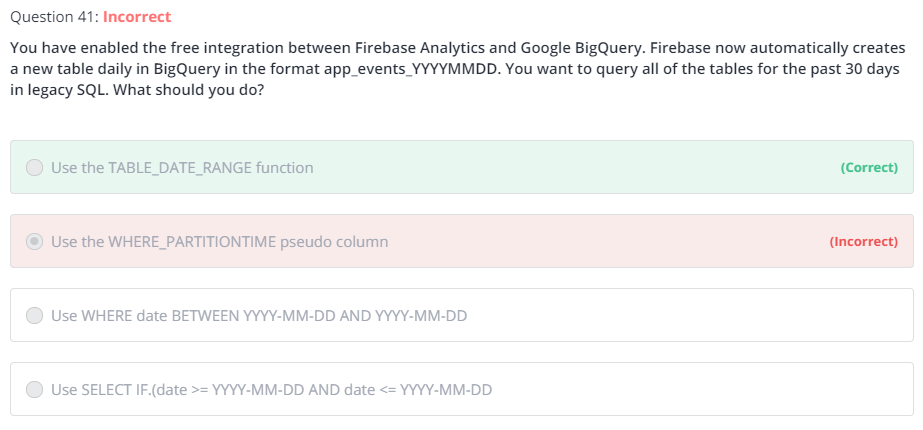 Question 41: Incorrect
You have enabled the free integration between Firebase Analytics and Google BigQuery. Firebase now automatically creates
a new table daily in BigQuery in the format app_events_YYYYMMDD. You want to query all of the tables for the past 30 days
in legacy SQL. What should you do?
Use the TABLE_DATE_RANGE function (Correct)
Use the WHERE_PARTITIONTIME pseudo column (Incorrect)
Use WHERE date BETWEEN YYYY-MM-DD AND YYYY-MM-DD
Use SELECT IF.(date >= YYYY-MM-DD AND date <= YYYY-MM-DD